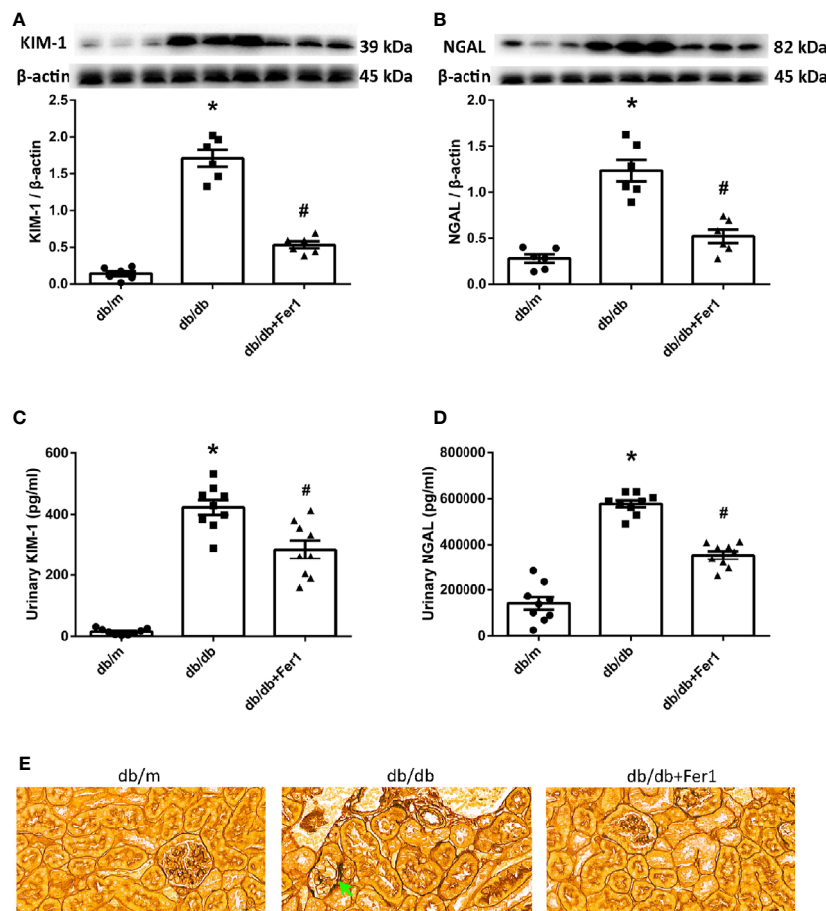 A
KIM-1
39 kDa
β-actin
45 kDa
KIM-1 / β-actin
2.5
2.0
1.5
1.0
0.5
0.0
*
#
db/m
db/db
db/db+Fer1
B
NGAL
82 kDa
β-actin
45 kDa
NGAL / β-actin
2.0
1.5
1.0
0.5
0.0
*
#
db/m
db/db
db/db+Fer1
C
Urinary KIM-1 (pg/ml)
600
400
200
0
*
#
db/m
db/db
db/db+Fer1
D
Urinary NGAL (pg/ml)
800000
600000
400000
200000
0
*
#
db/m
db/db
db/db+Fer1
E
db/m
db/db
db/db+Fer1